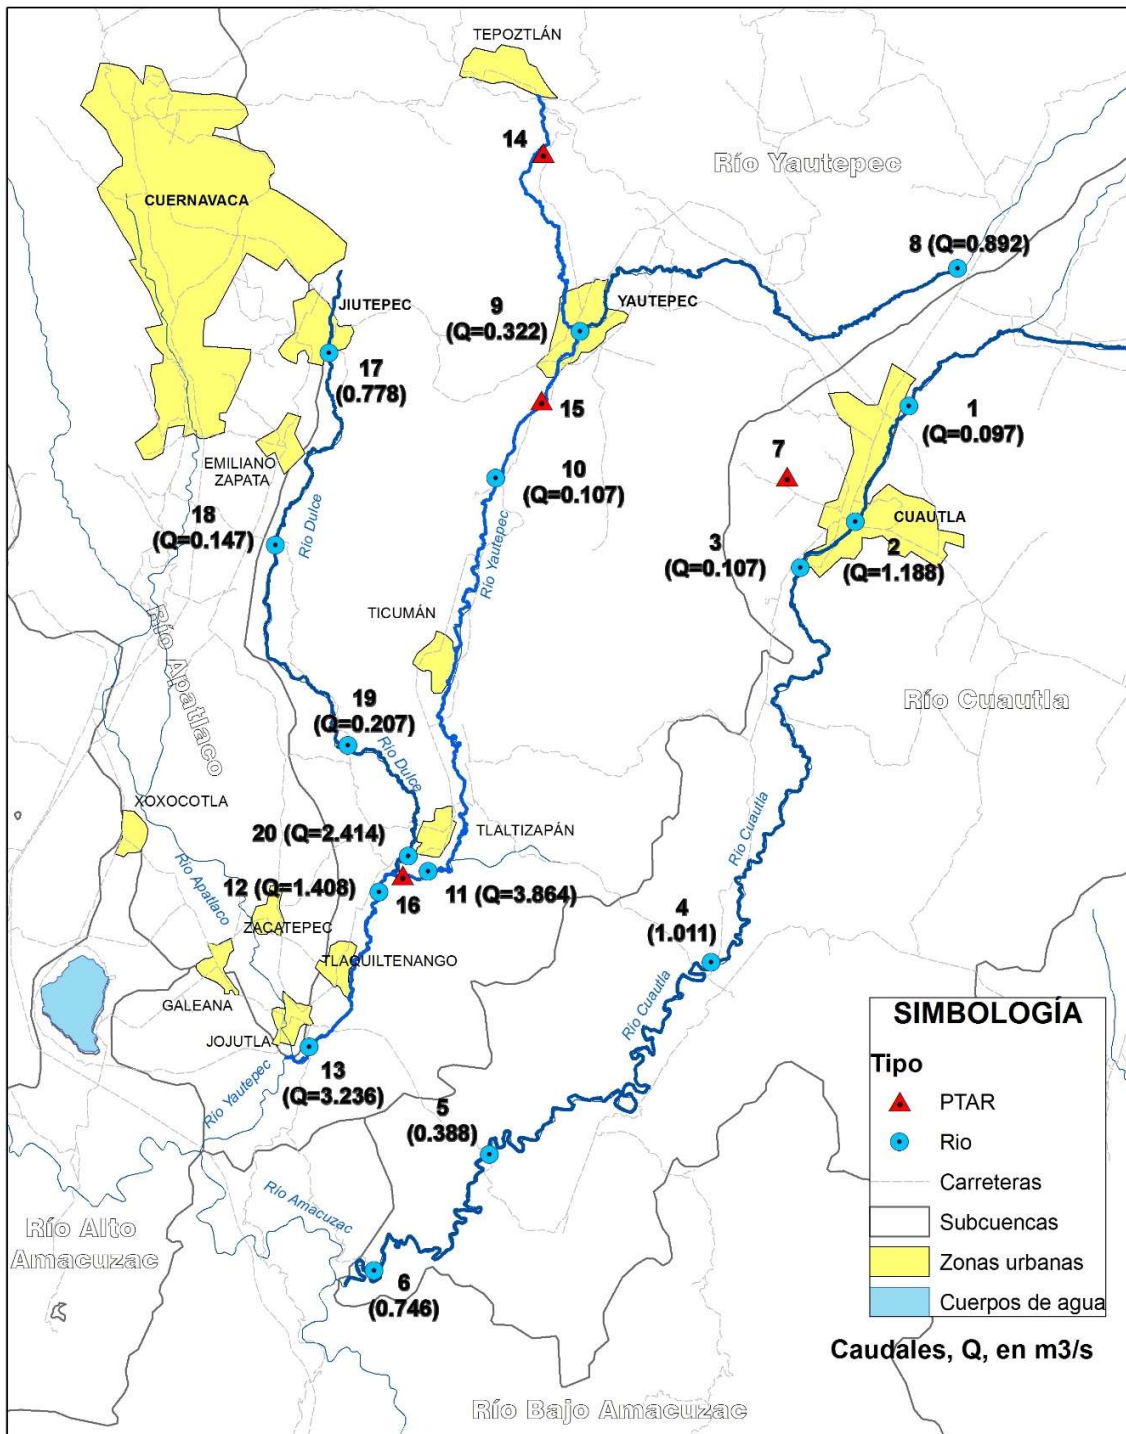 TEPOZTLÁN
14
Río Yautepec
CUERNAVACA
8 (Q=0.892)
JIUTEPEC
9
(Q=0.322)
YAUTEPEC
17
(0.778)
15
1
(Q=0.097)
EMILIANO
ZAPATA
10
(Q=0.107)
7
18
(Q=0.147)
Río Dulce
Río Yautepec
3
(Q=0.107)
CUAUTLA
2
(Q=1.188)
TICUMÁN
Río Apatlaco
Río Cuautla
19
(Q=0.207)
Río Dulce
XOXOCOTLA
Río Cuautla
20 (Q=2.414)
TLALTIZAPÁN
Río Apatlaco
12 (Q=1.408)
16
11 (Q=3.864)
ZACATEPEC
4
(1.011)
TLAQUILTENANGO
GALEANA
Río Cuautla
JOJUTLA
13
(Q=3.236)
Río Yautepec
5
(0.388)
Río Amacuzac
Río Alto
Amacuzac
6
(0.746)
Río Bajo Amacuzac
SIMBOLOGÍA
Tipo
PTAR
Rio
Carreteras
Subcuencas
Zonas urbanas
Cuerpos de agua
Caudales, Q, en m3/s